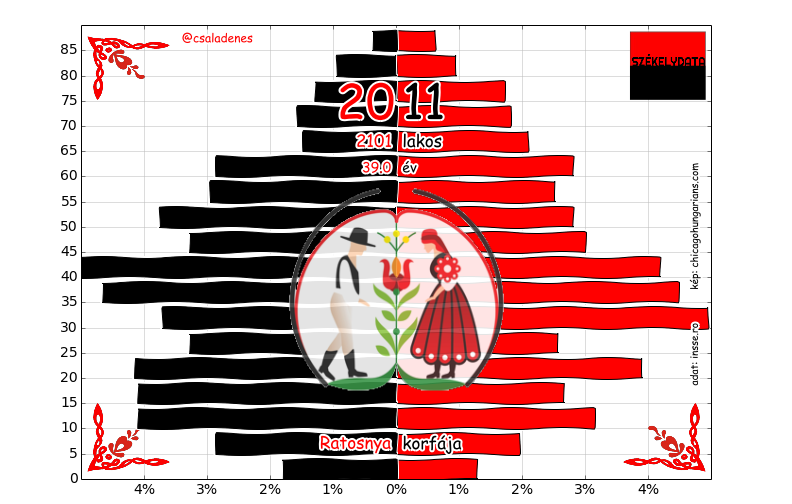 @csaladenes
SZÉKELYDATA
2011
2101 lakos
39.0 év
kép: chicagohungarians.com
adat: insse.ro
Ratosnya korfája
85
80
75
70
65
60
55
50
45
40
35
30
25
20
15
10
5
0
4% 3% 2% 1% 0% 1% 2% 3% 4%